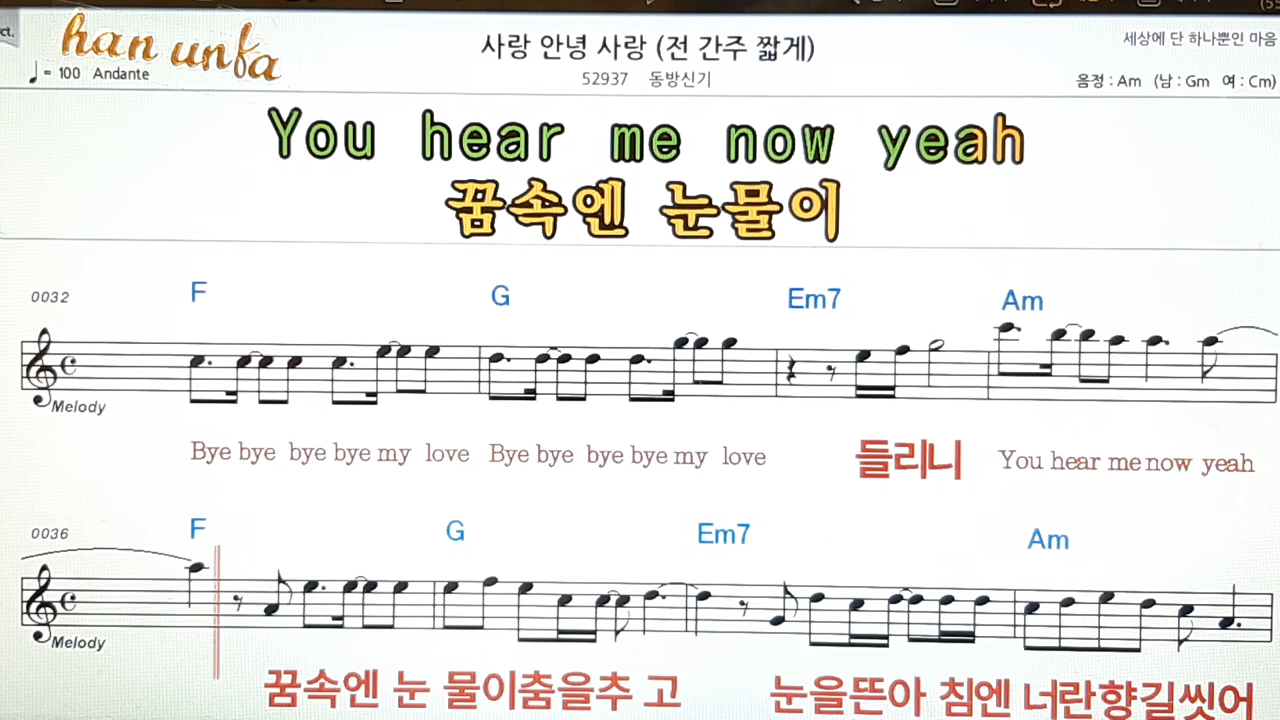 ct.
han unfa
♩ = 100 Andante
사랑 안녕 사랑 (전 간주 짧게)
52937 동방신기
세상에 단 하나뿐인 마음
음정 : Am (남 : Gm 여 : Cm)
You hear me now yeah
꿈속엔 눈물이
0032 F G Em7 Am
Melody
Bye bye bye bye my love Bye bye bye bye my love 들리니 You hear me now yeah
0036 F G Em7 Am
Melody
꿈속엔 눈 물이춤을추 고 눈을뜬아 침엔 너란향길씻어